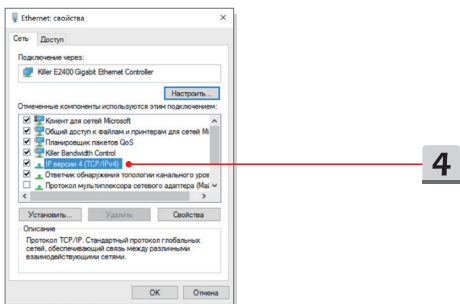 Ethernet: свойства
Сеть Доступ
Подключение через:
Killer E2400 Gigabit Ethernet Controller
Настроить...
Отмеченные компоненты используются этим подключением:
Клиент для сетей Microsoft
Общий доступ к файлам и принтерам для сетей Mi
Планировщик пакетов QoS
Killer Bandwidth Control
IP версии 4 (TCP/IPv4)
4
Ответчик обнаружения топологии канального уров
Протокол мультиплексора сетевого адаптера (Mai
Установить... Удалить Свойства
Описание
Протокол TCP/IP. Стандартный протокол глобальных
сетей, обеспечивающий связь между различными
взаимодействующими сетями.
OK Отмена